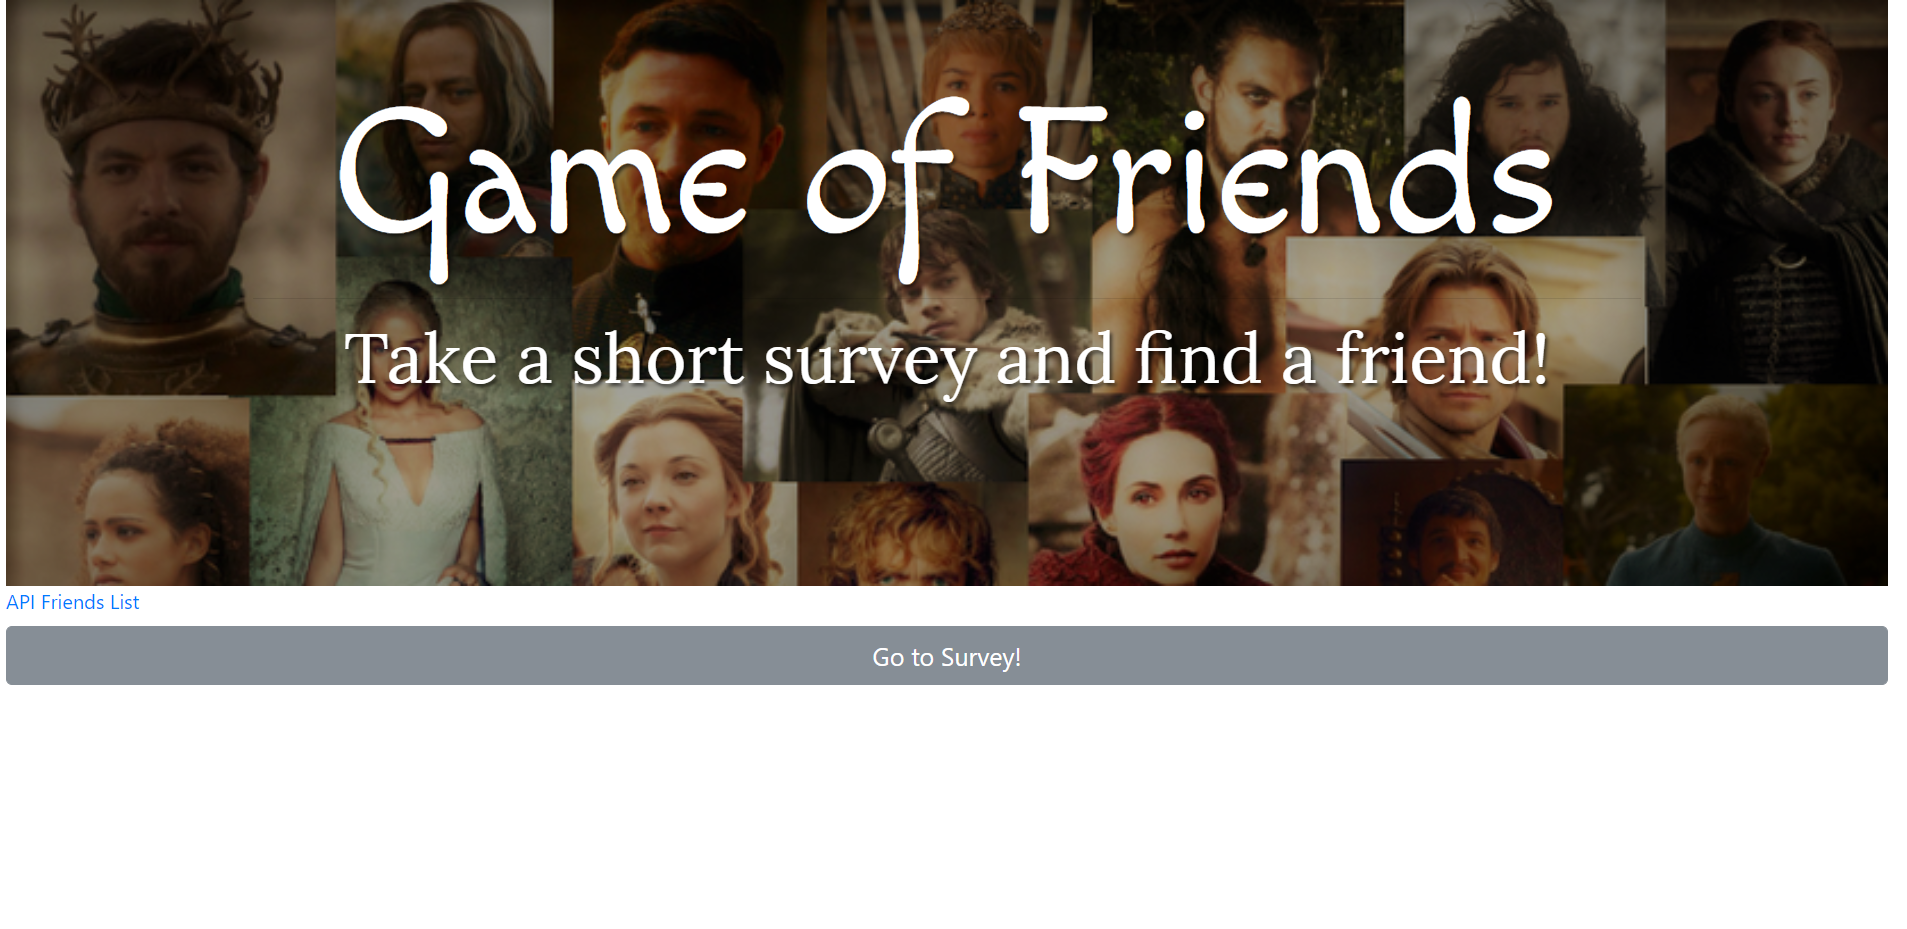 Game of Friends
Take a short survey and find a friend!
API Friends List
Go to Survey!